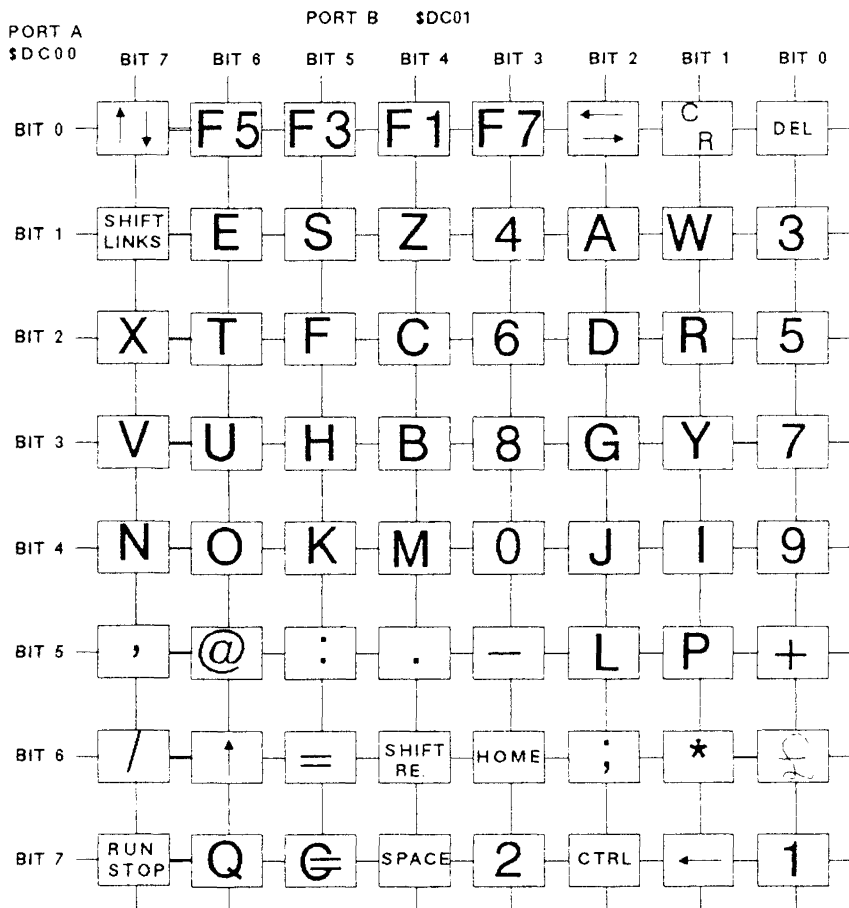 PORT B $DC01
PORT A
$DC00
BIT 7 BIT 6 BIT 5 BIT 4 BIT 3 BIT 2 BIT 1 BIT 0
BIT 0 ↑ ↓ F5 F3 F1 F7 ← → C R DEL
BIT 1 SHIFT LINKS E S Z 4 A W 3
BIT 2 X T F C 6 D R 5
BIT 3 V U H B 8 G Y 7
BIT 4 N O K M 0 J I 9
BIT 5 , @ : . - L P +
BIT 6 / ↑ = SHIFT RE. HOME ; * £
BIT 7 RUN STOP Q C= SPACE 2 CTRL ← 1